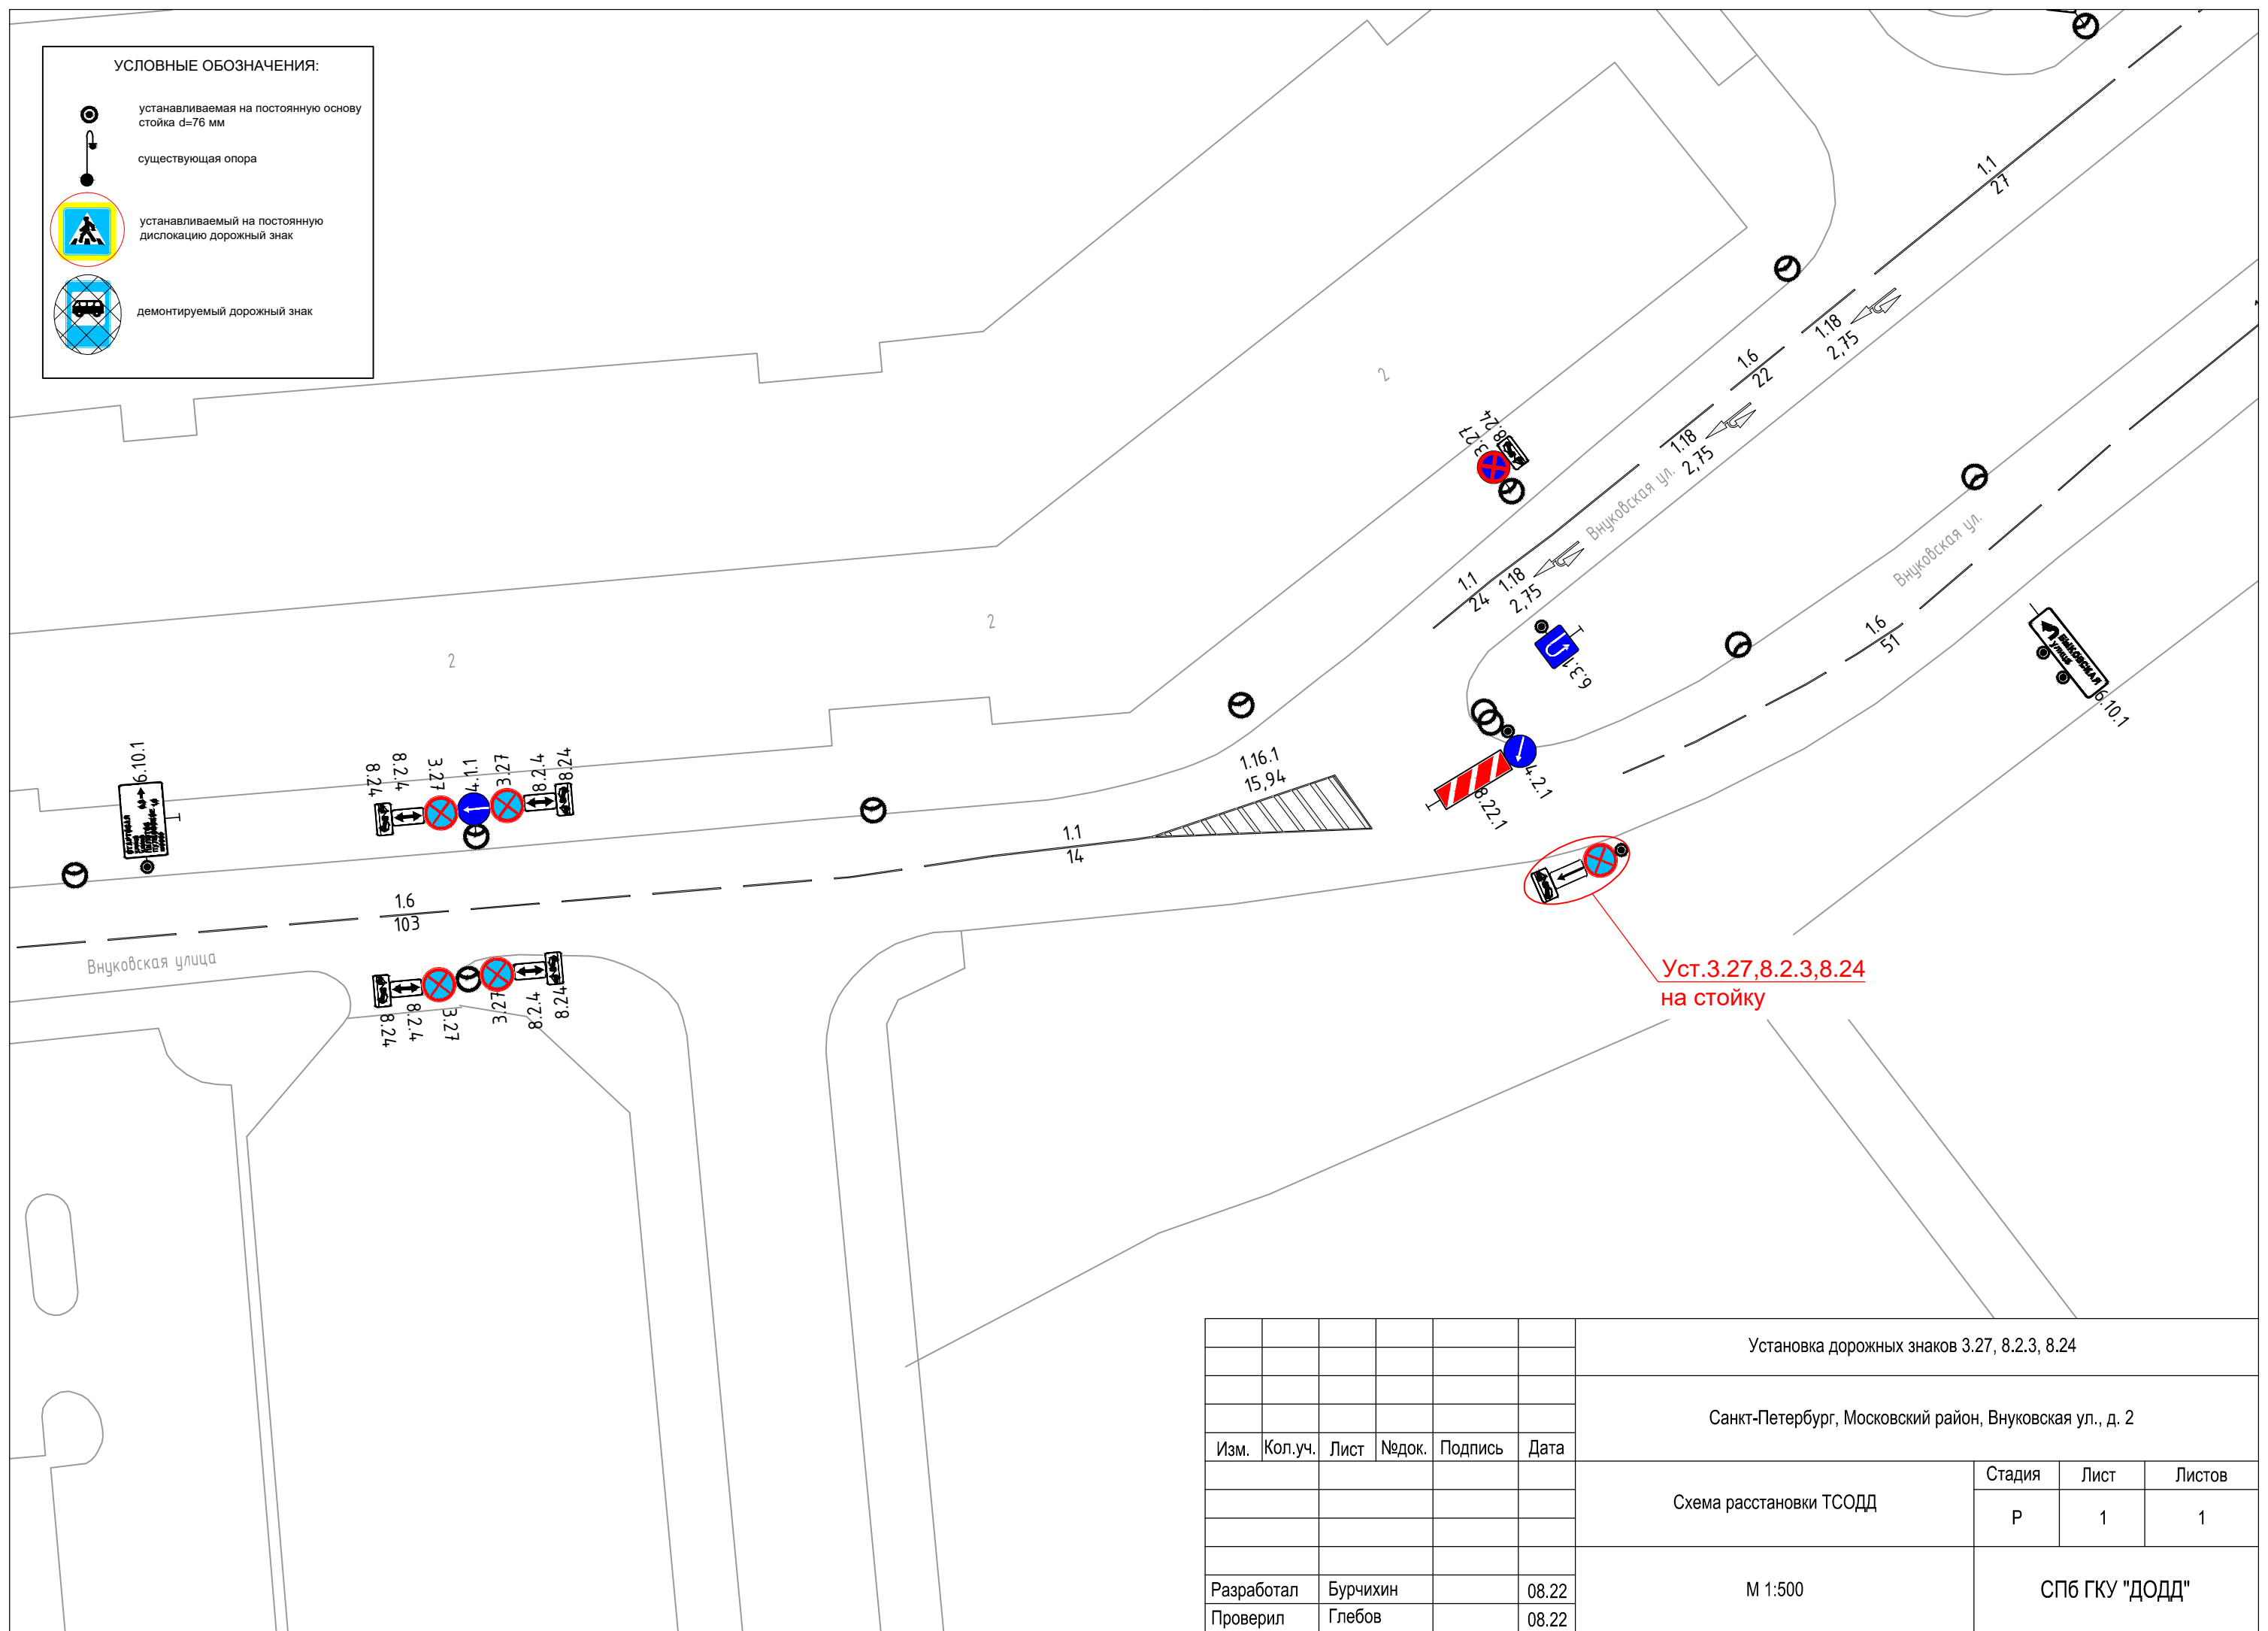 УСЛОВНЫЕ ОБОЗНАЧЕНИЯ:
устанавливаемая на постоянную основу
стойка d=76 мм
существующая опора
устанавливаемый на постоянную
дислокацию дорожный знак
демонтируемый дорожный знак
1.1
27
1.18
2,75
1.6
22
1.18
2,75
2
8.24
3.27
Внуковская ул.
Внуковская ул.
1.1
24
1.18
2,75
1.6
51
6.3.1
БЫКОВСКАЯ
улица
6.10.1
2
2
6.10.1
8.24
8.2.4
3.27
4.1.1
3.27
8.2.4
8.24
1.16.1
15,94
4.2.1
8.22.1
1.1
14
1.6
103
Внуковская улица
8.24
8.2.4
3.27
3.27
8.2.4
8.24
Уст.3.27,8.2.3,8.24
на стойку
Установка дорожных знаков 3.27, 8.2.3, 8.24
Санкт-Петербург, Московский район, Внуковская ул., д. 2
Изм. Кол.уч. Лист №док. Подпись Дата
Схема расстановки ТСОДД
Стадия Лист Листов
Р 1 1
Разработал Бурчихин 08.22
Проверил Глебов 08.22
М 1:500
СПб ГКУ "ДОДД"